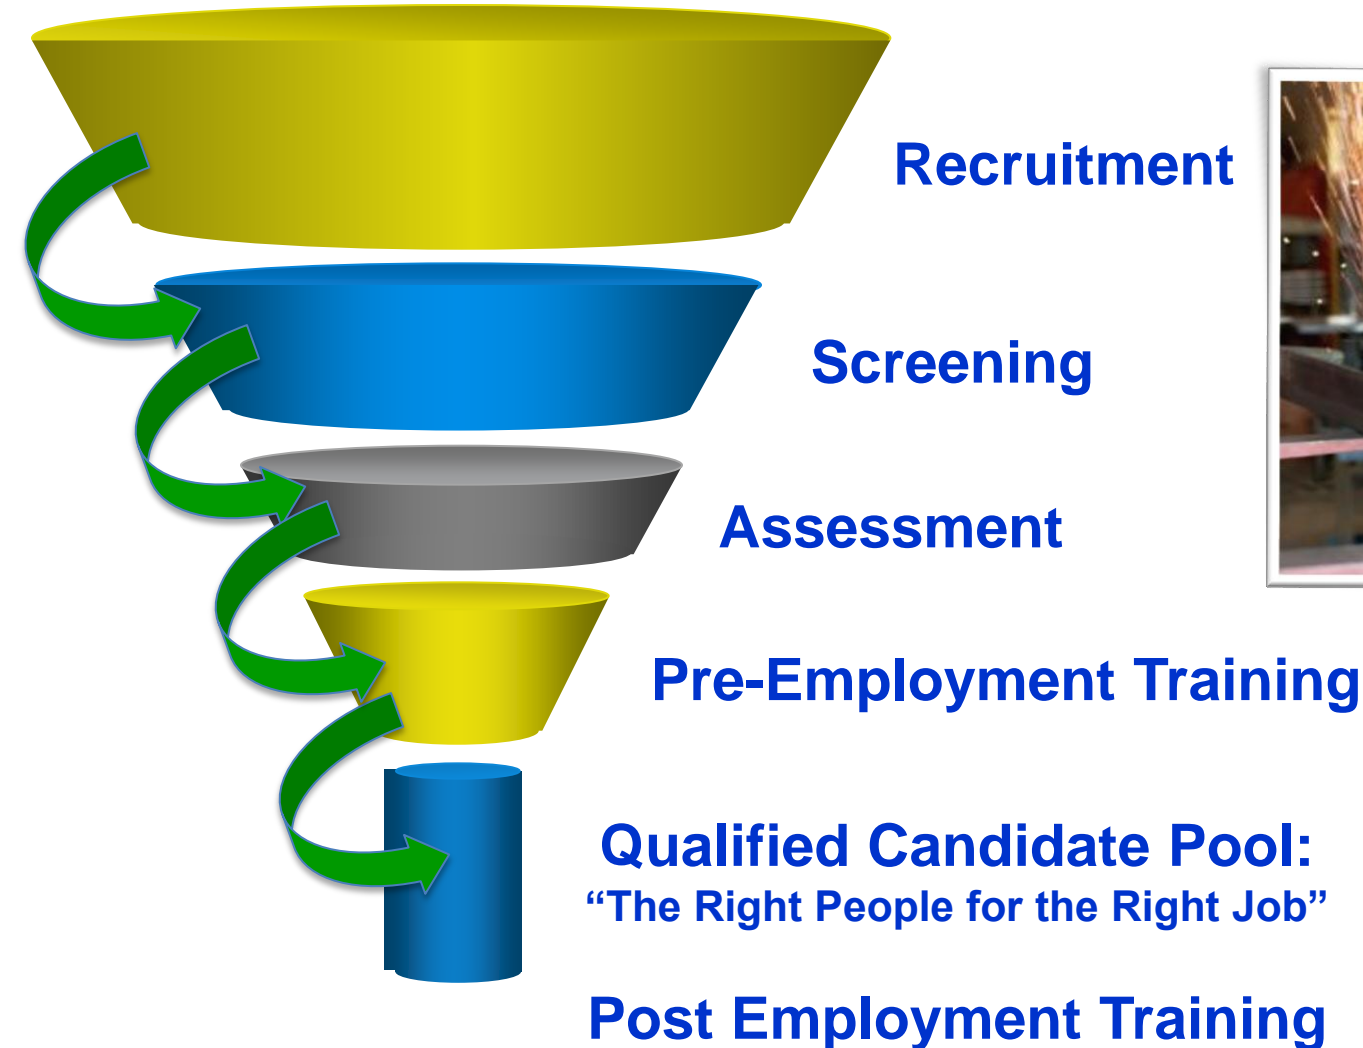 Recruitment
Screening
Assessment
Pre-Employment Training
Qualified Candidate Pool:
“The Right People for the Right Job”
Post Employment Training